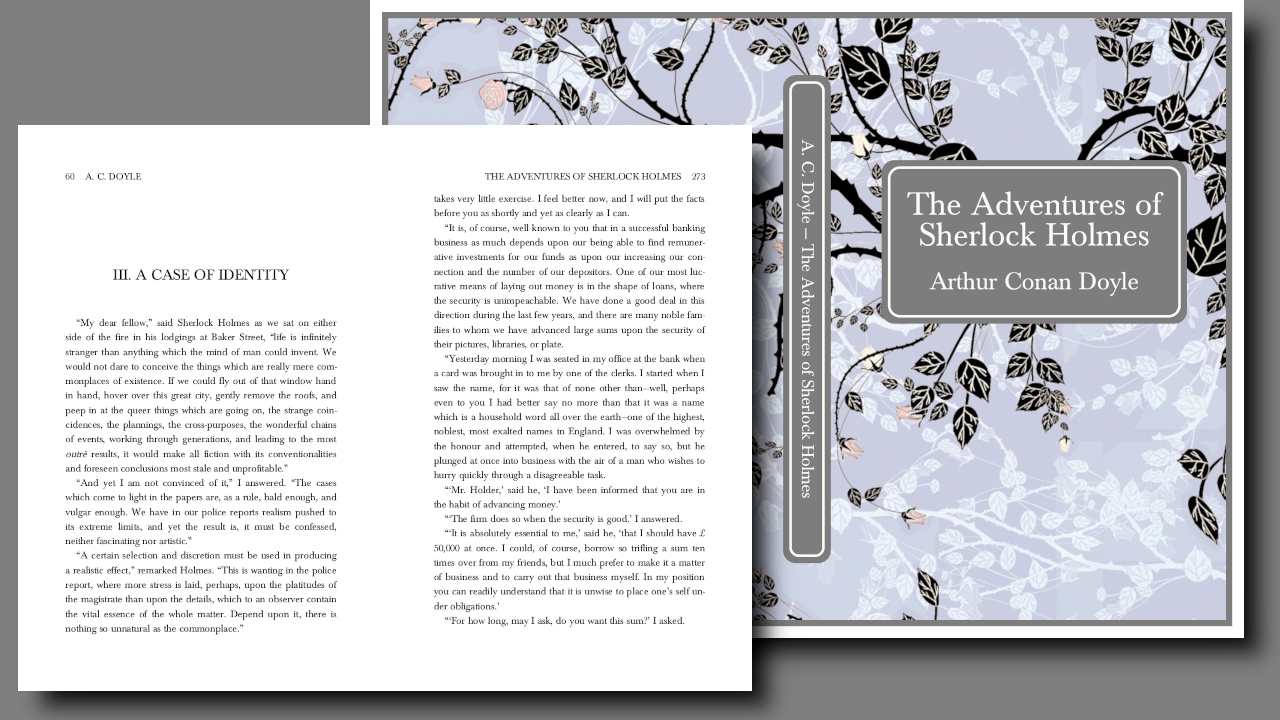 60 A. C. DOYLE
III. A CASE OF IDENTITY
“My dear fellow,” said Sherlock Holmes as we sat on either
side of the fire in his lodgings at Baker Street, “life is infinitely
stranger than anything which the mind of man could invent. We
would not dare to conceive the things which are really mere com-
monplaces of existence. If we could fly out of that window hand
in hand, hover over this great city, gently remove the roofs, and
peep in at the queer things which are going on, the strange coin-
cidences, the plannings, the cross-purposes, the wonderful chains
of events, working through generations, and leading to the most
outré results, it would make all fiction with its conventionalities
and foreseen conclusions most stale and unprofitable.”
“And yet I am not convinced of it,” I answered. “The cases
which come to light in the papers are, as a rule, bald enough, and
vulgar enough. We have in our police reports realism pushed to
its extreme limits, and yet the result is, it must be confessed,
neither fascinating nor artistic.”
“A certain selection and discretion must be used in producing
a realistic effect,” remarked Holmes. “This is wanting in the police
report, where more stress is laid, perhaps, upon the platitudes of
the magistrate than upon the details, which to an observer contain
the vital essence of the whole matter. Depend upon it, there is
nothing so unnatural as the commonplace.”
THE ADVENTURES OF SHERLOCK HOLMES 273
takes very little exercise. I feel better now, and I will put the facts
before you as shortly and yet as clearly as I can.
“It is, of course, well known to you that in a successful banking
business as much depends upon our being able to find remuner-
ative investments for our funds as upon our increasing our con-
nection and the number of our depositors. One of our most luc-
rative means of laying out money is in the shape of loans, where
the security is unimpeachable. We have done a good deal in this
direction during the last few years, and there are many noble fam-
ilies to whom we have advanced large sums upon the security of
their pictures, libraries, or plate.
“Yesterday morning I was seated in my office at the bank when
a card was brought in to me by one of the clerks. I started when I
saw the name, for it was that of none other than—well, perhaps
even to you I had better say no more than that it was a name
which is a household word all over the earth—one of the highest,
noblest, most exalted names in England. I was overwhelmed by
the honour and attempted, when he entered, to say so, but he
plunged at once into business with the air of a man who wishes to
hurry quickly through a disagreeable task.
“‘Mr. Holder,’ said he, ‘I have been informed that you are in
the habit of advancing money.’
“‘The firm does so when the security is good.’ I answered.
“‘It is absolutely essential to me,’ said he, ‘that I should have £
50,000 at once. I could, of course, borrow so trifling a sum ten
times over from my friends, but I much prefer to make it a matter
of business and to carry out that business myself. In my position
you can readily understand that it is unwise to place one’s self un-
der obligations.’
“‘For how long, may I ask, do you want this sum?’ I asked.
A. C. Doyle – The Adventures of Sherlock Holmes
The Adventures of
Sherlock Holmes
Arthur Conan Doyle